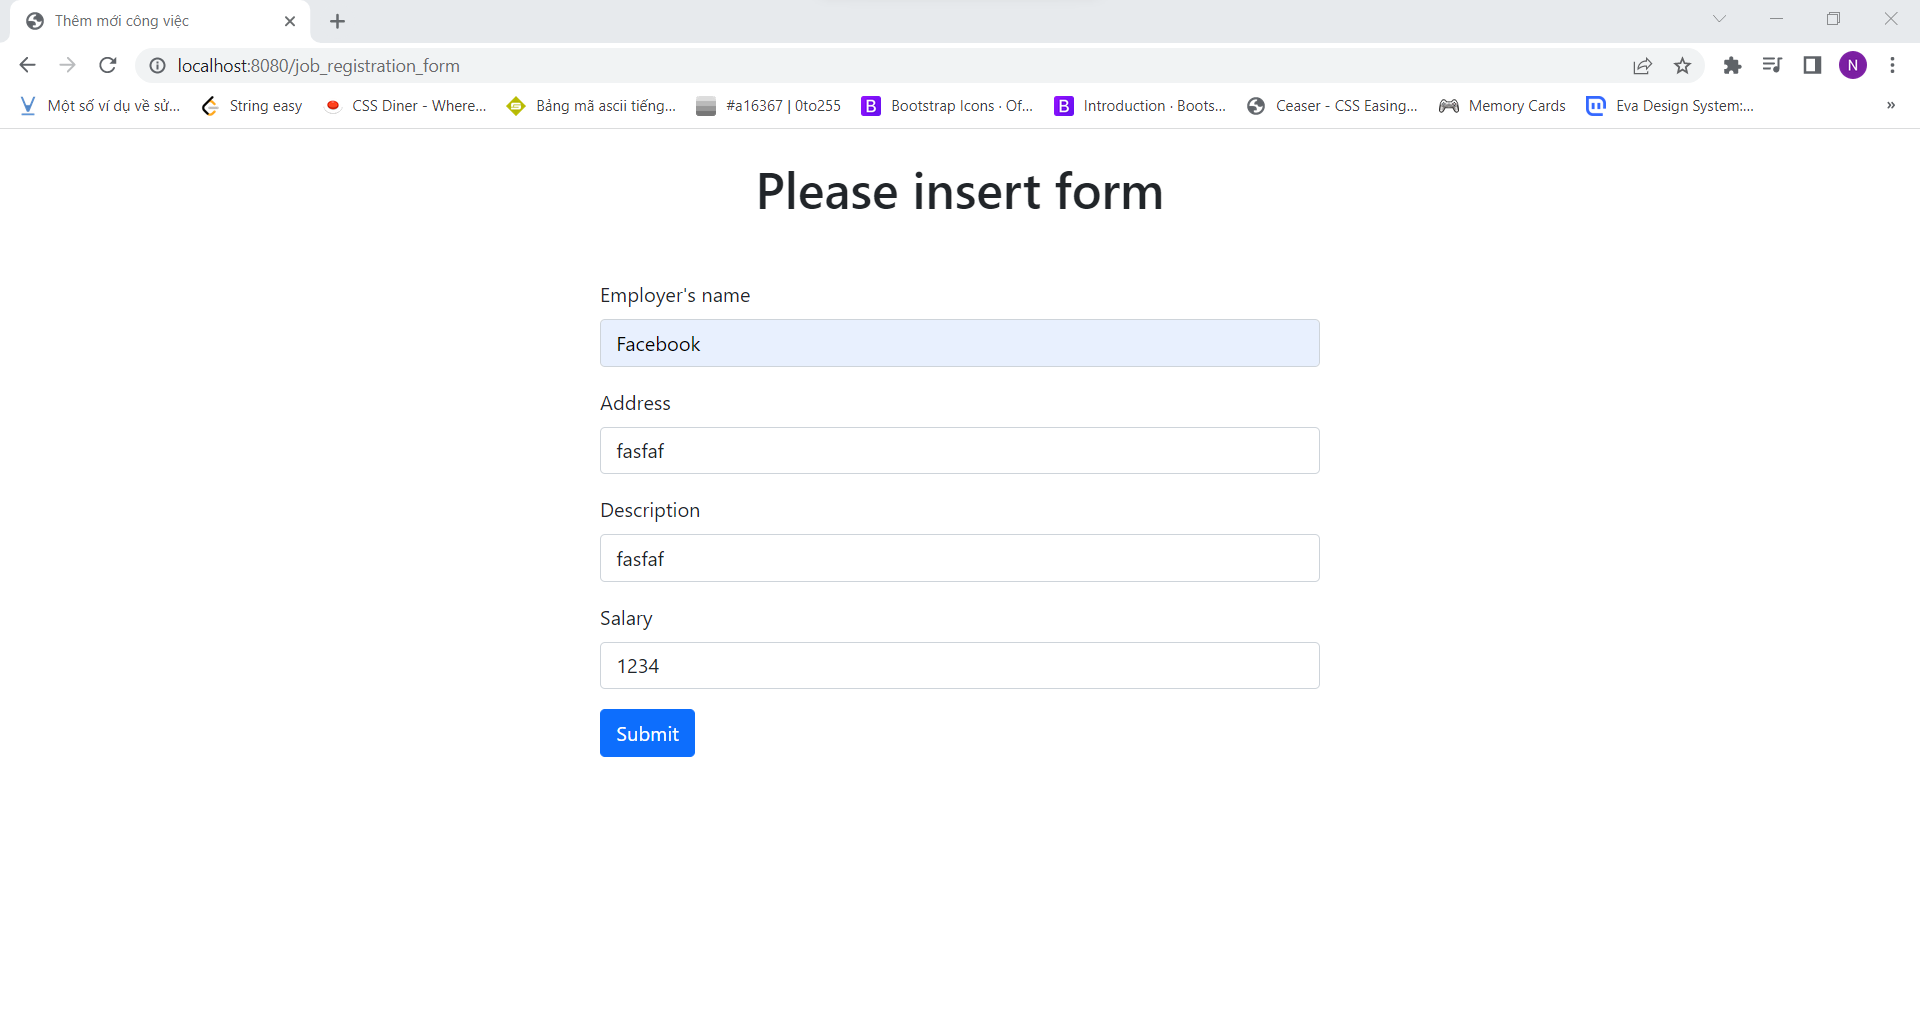 Thêm mới công việc
localhost:8080/job_registration_form
N
Một số ví dụ về sử... String easy CSS Diner - Where... Bảng mã ascii tiếng... #a16367 | 0to255 B Bootstrap Icons · Of... B Introduction · Boots... Ceaser - CSS Easing... Memory Cards Eva Design System:... »
Please insert form
Employer's name
Facebook
Address
fasfaf
Description
fasfaf
Salary
1234
Submit